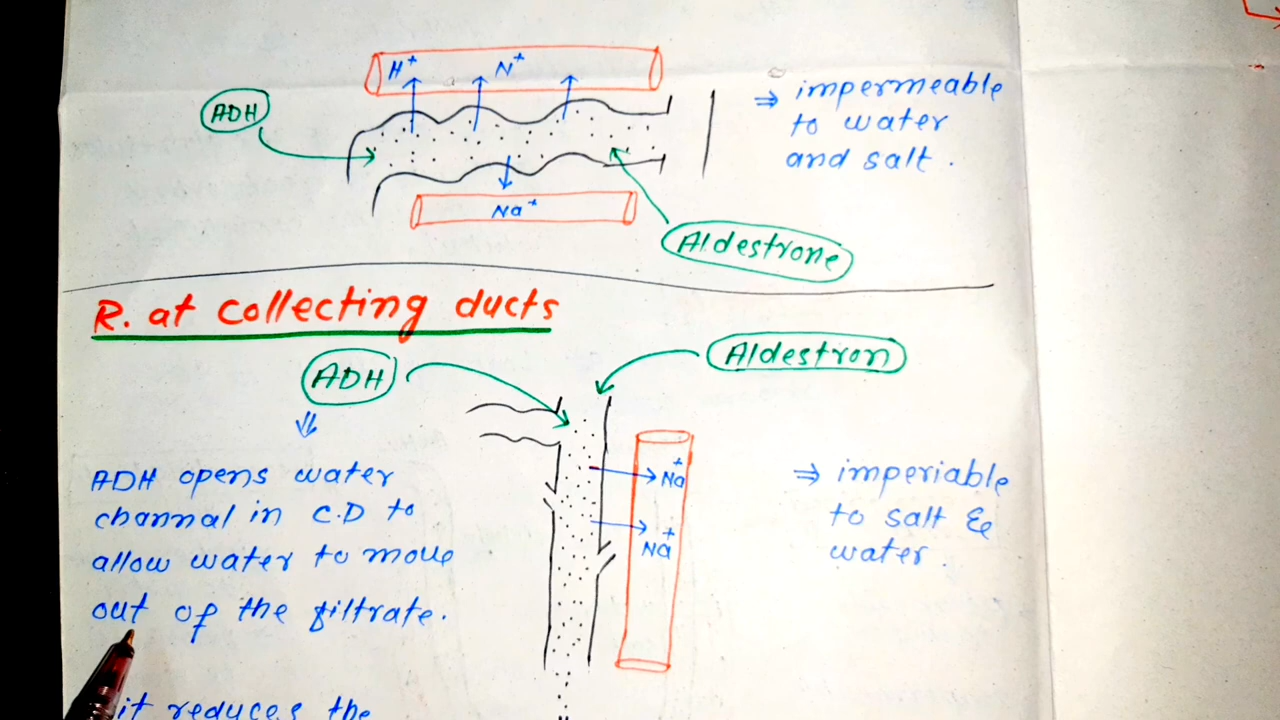 H+ N+
ADH
⇒ impermeable
to water
and salt.
Na+
Aldestrone
R. at collecting ducts
ADH
Aldestron
⇓
ADH opens water
channal in C.D to
allow water to move
out of the filtrate.
Na+
Na+
⇒ imperiable
to salt &
water.
it reduces the